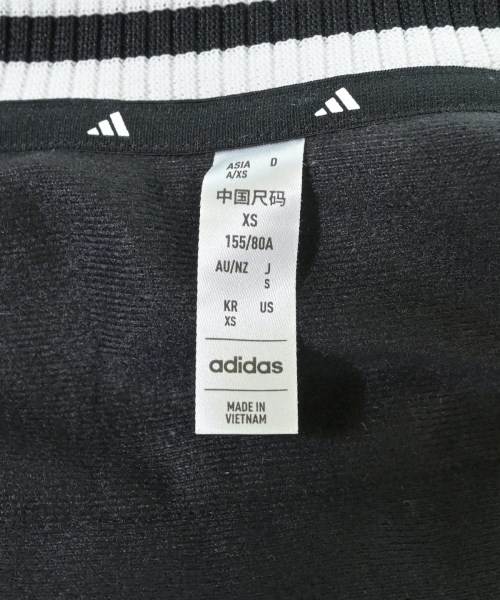 ASIA D
A/XS
中国尺码
XS
155/80A
AU/NZ J
S
KR US
XS
adidas
MADE IN
VIETNAM